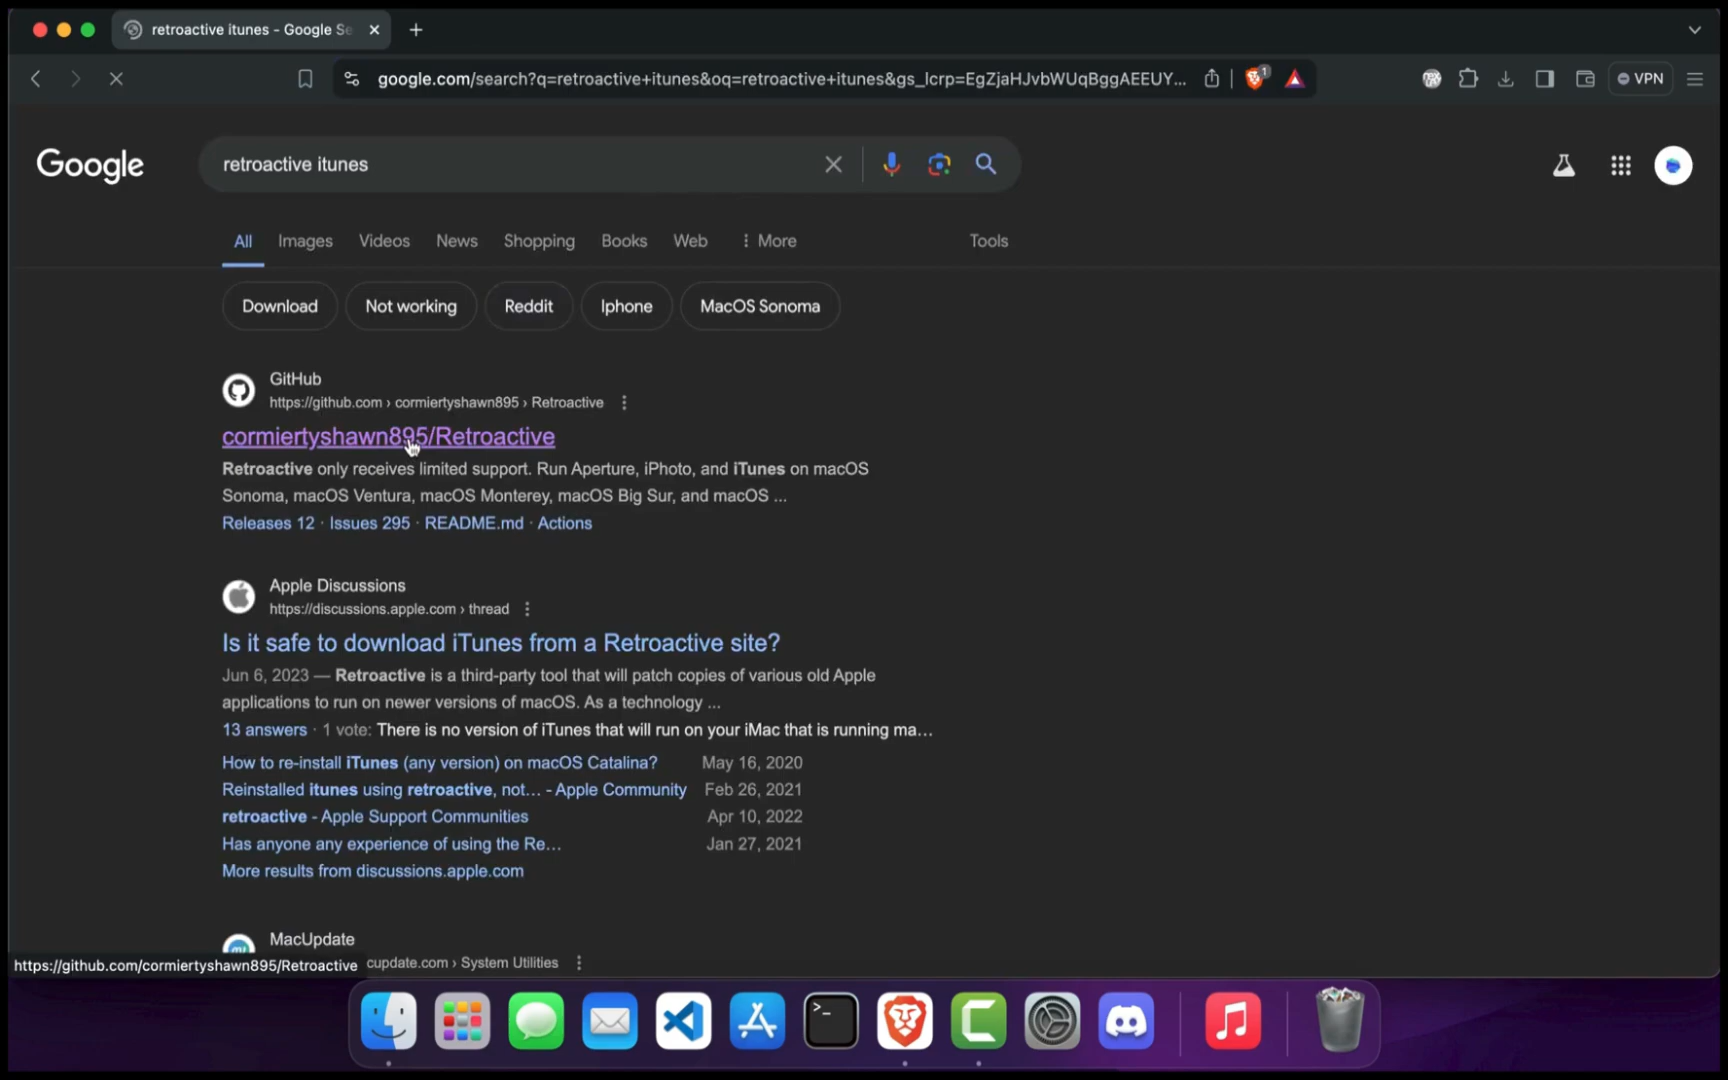 retroactive itunes - Google Se
google.com/search?q=retroactive+itunes&oq=retroactive+itunes&gs_lcrp=EgZjaHJvbWUqBggAEEUY...
1
VPN
Google
retroactive itunes
All
Images
Videos
News
Shopping
Books
Web
More
Tools
Download
Not working
Reddit
Iphone
MacOS Sonoma
GitHub
https://github.com › cormiertyshawn895 › Retroactive
cormiertyshawn895/Retroactive
Retroactive only receives limited support. Run Aperture, iPhoto, and iTunes on macOS
Sonoma, macOS Ventura, macOS Monterey, macOS Big Sur, and macOS ...
Releases 12 · Issues 295 · README.md · Actions
Apple Discussions
https://discussions.apple.com › thread
Is it safe to download iTunes from a Retroactive site?
Jun 6, 2023 — Retroactive is a third-party tool that will patch copies of various old Apple
applications to run on newer versions of macOS. As a technology ...
13 answers · 1 vote: There is no version of iTunes that will run on your iMac that is running ma...
How to re-install iTunes (any version) on macOS Catalina? May 16, 2020
Reinstalled itunes using retroactive, not... - Apple Community Feb 26, 2021
retroactive - Apple Support Communities Apr 10, 2022
Has anyone any experience of using the Re... Jan 27, 2021
More results from discussions.apple.com
MacUpdate
https://github.com/cormiertyshawn895/Retroactive
cupdate.com › System Utilities